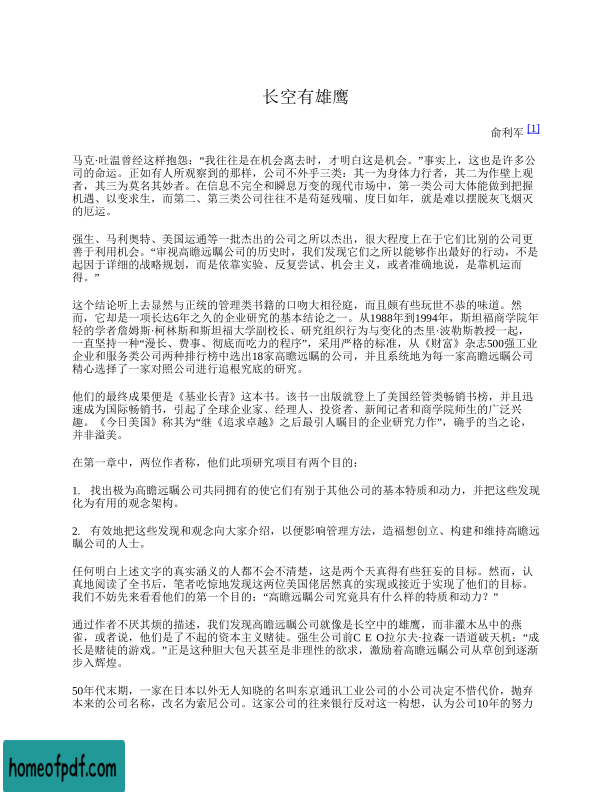 长空有雄鹰
俞利军 [1]
马克·吐温曾经这样抱怨：“我往往是在机会离去时，才明白这是机会。”事实上，这也是许多公
司的命运。正如有人所观察到的那样，公司不外乎三类：其一为身体力行者，其二为作壁上观
者，其三为莫名其妙者。在信息不完全和瞬息万变的现代市场中，第一类公司大体能做到把握
机遇、以变求生，而第二、第三类公司往往不是苟延残喘、度日如年，就是难以摆脱灰飞烟灭
的厄运。
强生、马利奥特、美国运通等一批杰出的公司之所以杰出，很大程度上在于它们比别的公司更
善于利用机会。“审视高瞻远瞩公司的历史时，我们发现它们之所以能够作出最好的行动，不是
起因于详细的战略规划，而是依靠实验、反复尝试、机会主义，或者准确地说，是靠机运而
得。”
这个结论听上去显然与正统的管理类书籍的口吻大相径庭，而且颇有些玩世不恭的味道。然
而，它却是一项长达6年之久的企业研究的基本结论之一。从1988年到1994年，斯坦福商学院年
轻的学者詹姆斯·柯林斯和斯坦福大学副校长、研究组织行为与变化的杰里·波勒斯教授一起，
一直坚持一种“漫长、费事、彻底而吃力的程序”，采用严格的标准，从《财富》杂志500强工业
企业和服务类公司两种排行榜中选出18家高瞻远瞩的公司，并且系统地为每一家高瞻远瞩公司
精心选择了一家对照公司进行追根究底的研究。
他们的最终成果便是《基业长青》这本书。该书一出版就登上了美国经管类畅销书榜，并且迅
速成为国际畅销书，引起了全球企业家、经理人、投资者、新闻记者和商学院师生的广泛兴
趣。《今日美国》称其为“继《追求卓越》之后最引人瞩目的企业研究力作”，确乎的当之论，
并非溢美。
在第一章中，两位作者称，他们此项研究项目有两个目的：
1. 找出极为高瞻远瞩公司共同拥有的使它们有别于其他公司的基本特质和动力，并把这些发现
化为有用的观念架构。
2. 有效地把这些发现和观念向大家介绍，以便影响管理方法，造福想创立、构建和维持高瞻远
瞩公司的人士。
任何明白上述文字的真实涵义的人都不会不清楚，这是两个天真得有些狂妄的目标。然而，认
真地阅读了全书后，笔者吃惊地发现这两位美国佬居然真的实现或接近于实现了他们的目标。
我们不妨先来看看他们的第一个目的：“高瞻远瞩公司究竟具有什么样的特质和动力？”
通过作者不厌其烦的描述，我们发现高瞻远瞩公司就像是长空中的雄鹰，而非灌木丛中的燕
雀，或者说，他们是了不起的资本主义赌徒。强生公司前C E O拉尔夫·拉森一语道破天机：“成
长是赌徒的游戏。”正是这种胆大包天甚至是非理性的欲求，激励着高瞻远瞩公司从草创到逐渐
步入辉煌。
50年代末期，一家在日本以外无人知晓的名叫东京通讯工业公司的小公司决定不惜代价，抛弃
本来的公司名称，改名为索尼公司。这家公司的往来银行反对这一构想，认为公司10年的努力
homeofpdf.com